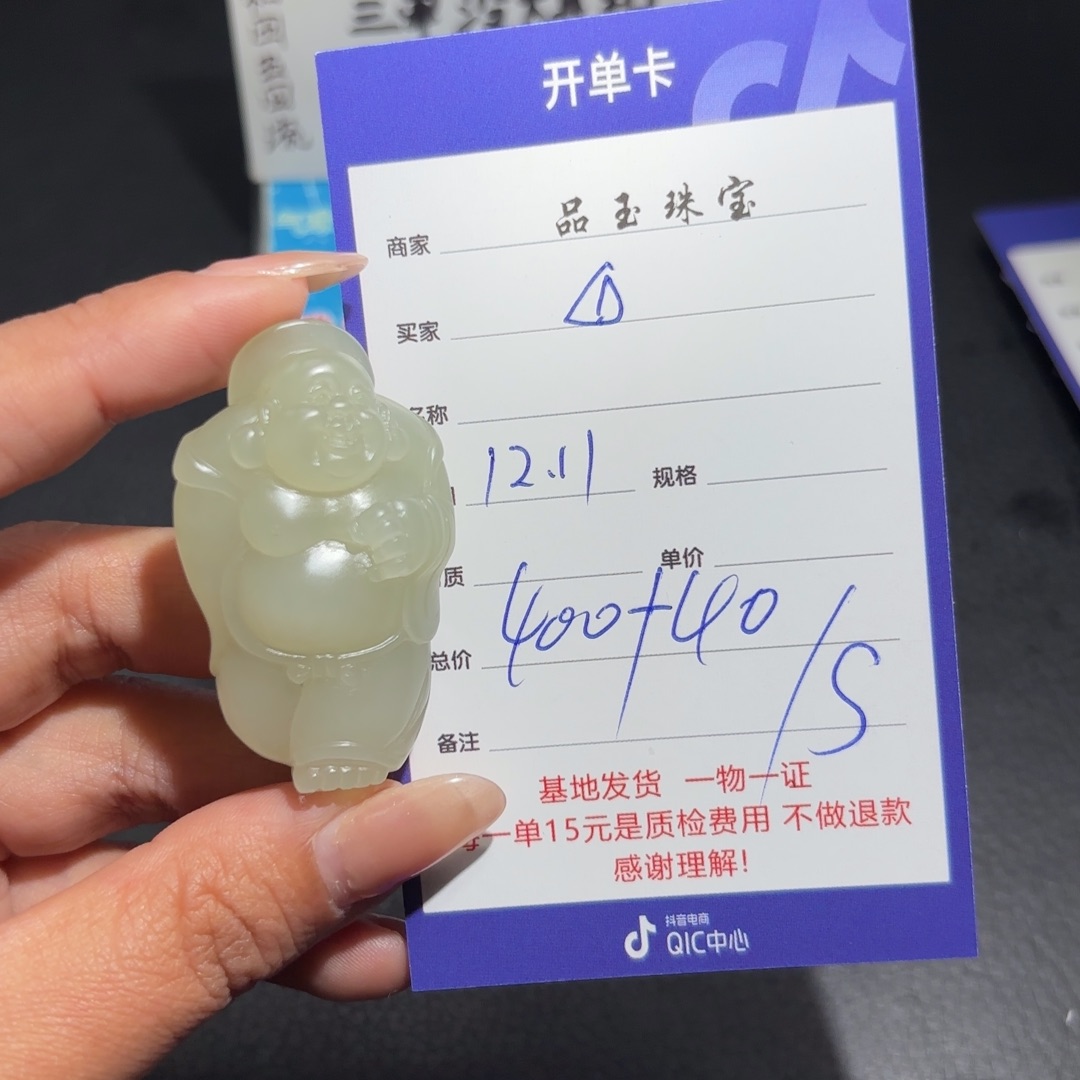 开单卡
商家 品玉珠宝
买家 1
名称
12.11 规格
质 单价
总价 400+40/S
备注
基地发货 一物一证
每一单15元是质检费用 不做退款
感谢理解!
抖音电商
QIC中心